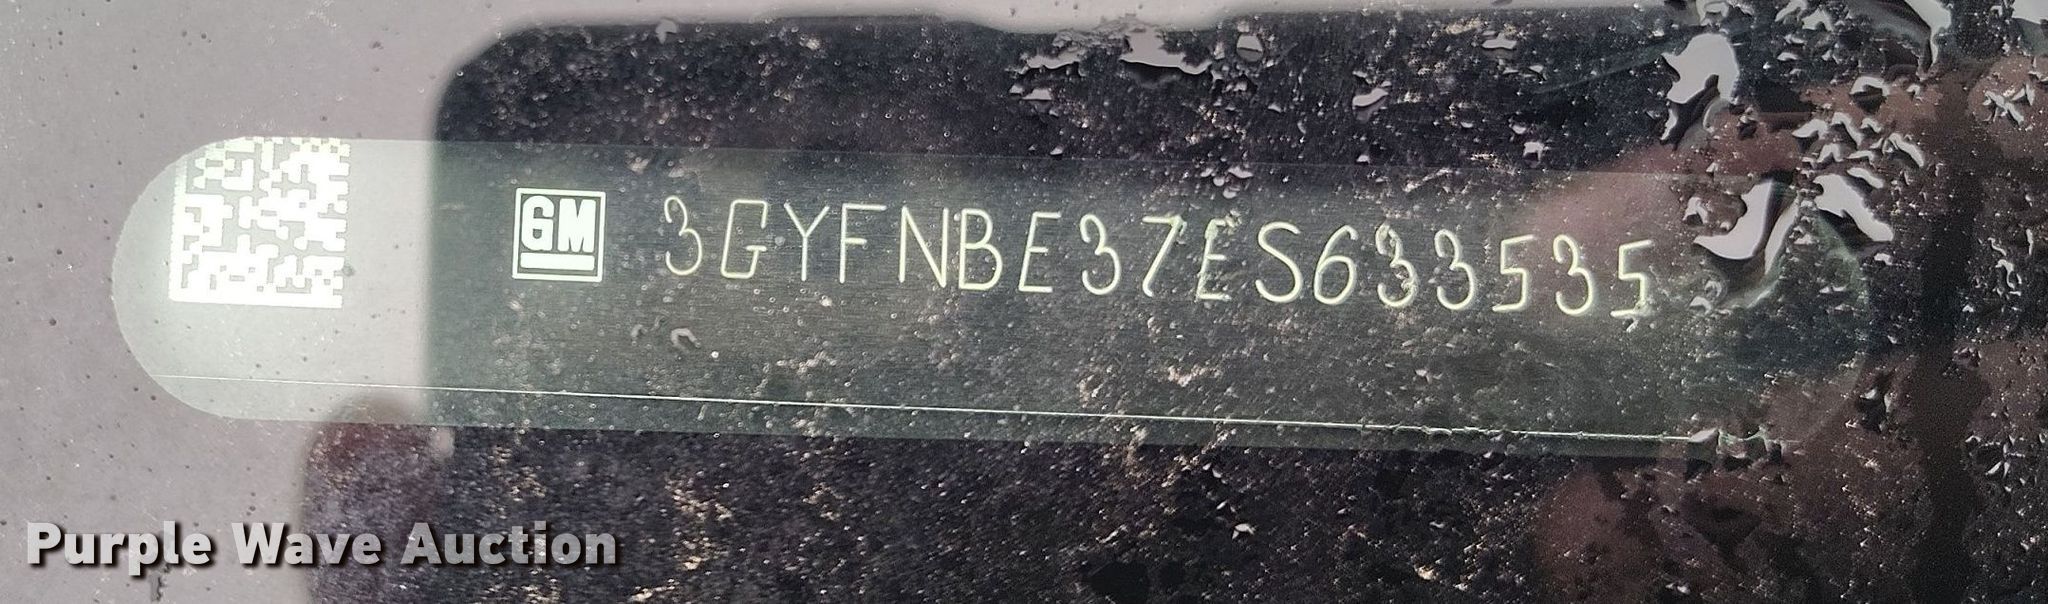 GM 3GYFNBE37ES633535
Purple Wave Auction